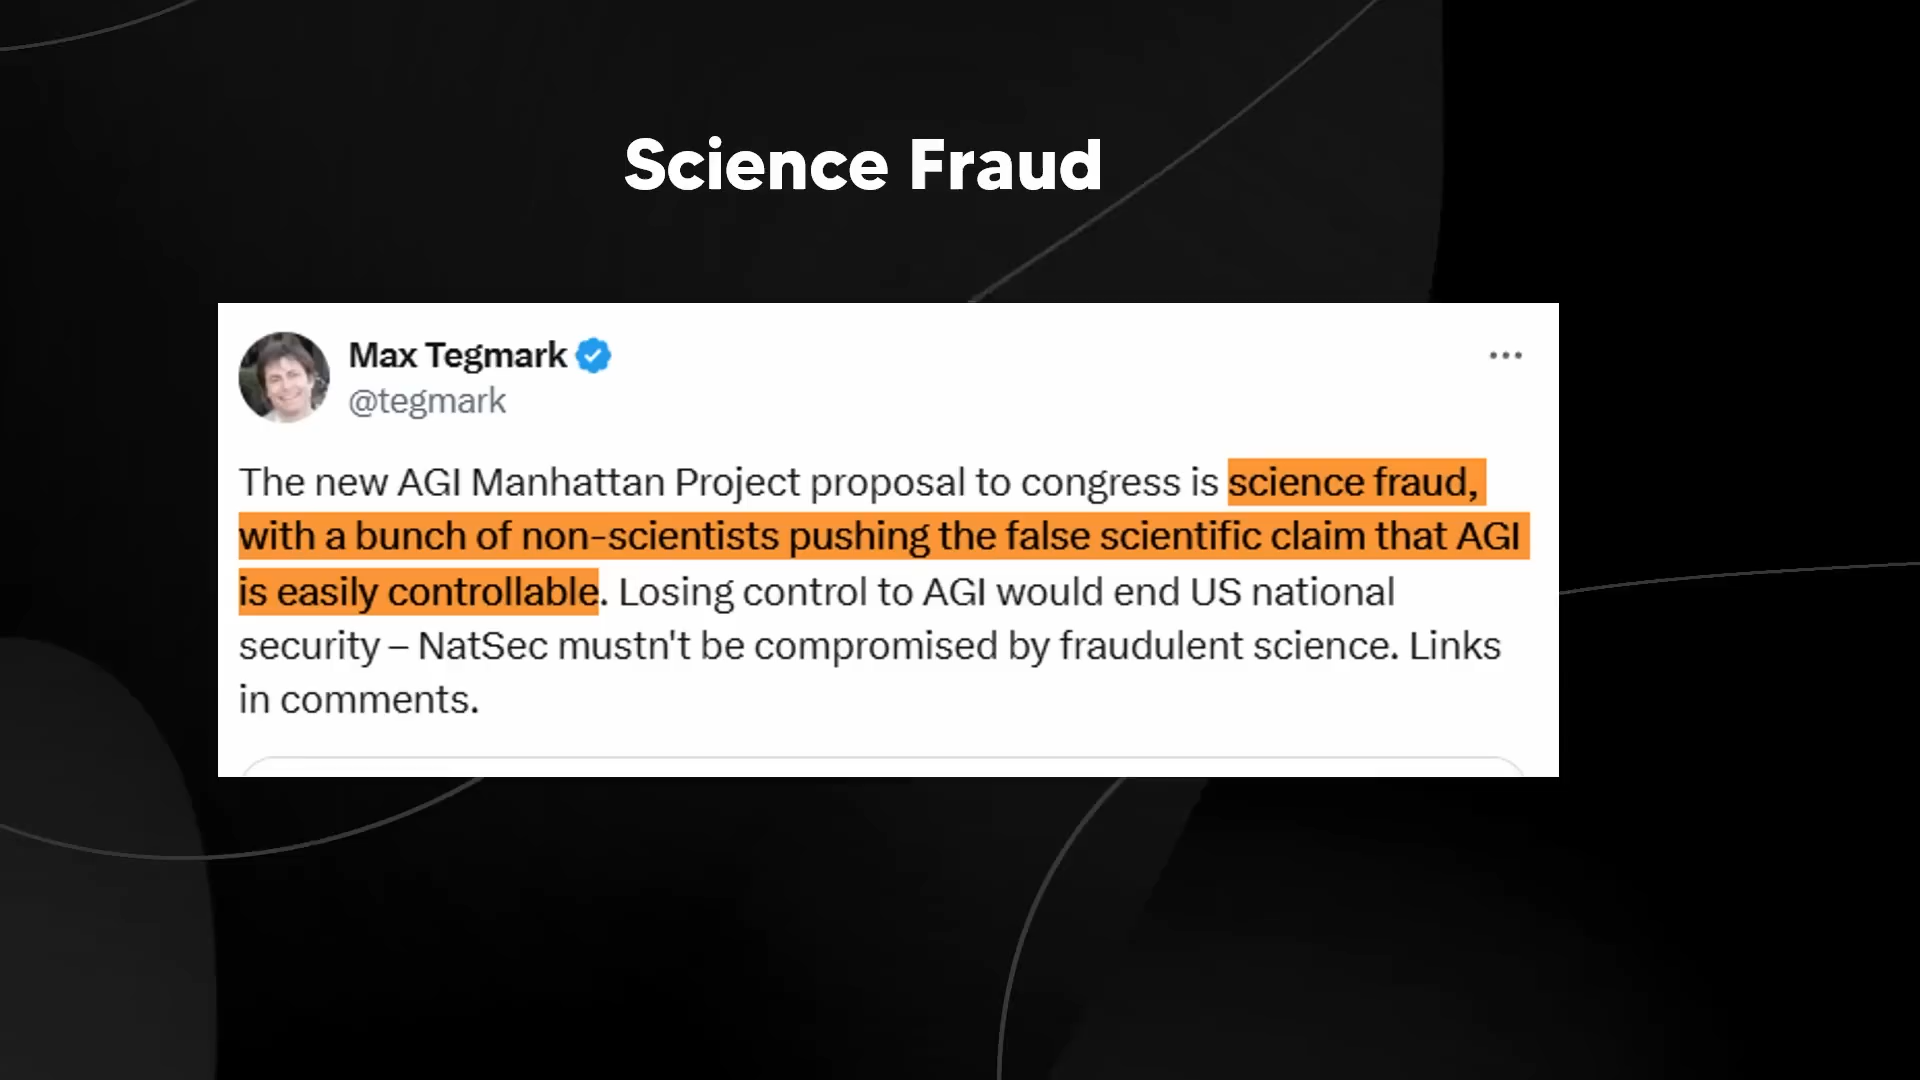 Science Fraud
Max Tegmark
@tegmark
The new AGI Manhattan Project proposal to congress is science fraud,
with a bunch of non-scientists pushing the false scientific claim that AGI
is easily controllable. Losing control to AGI would end US national
security – NatSec mustn't be compromised by fraudulent science. Links
in comments.